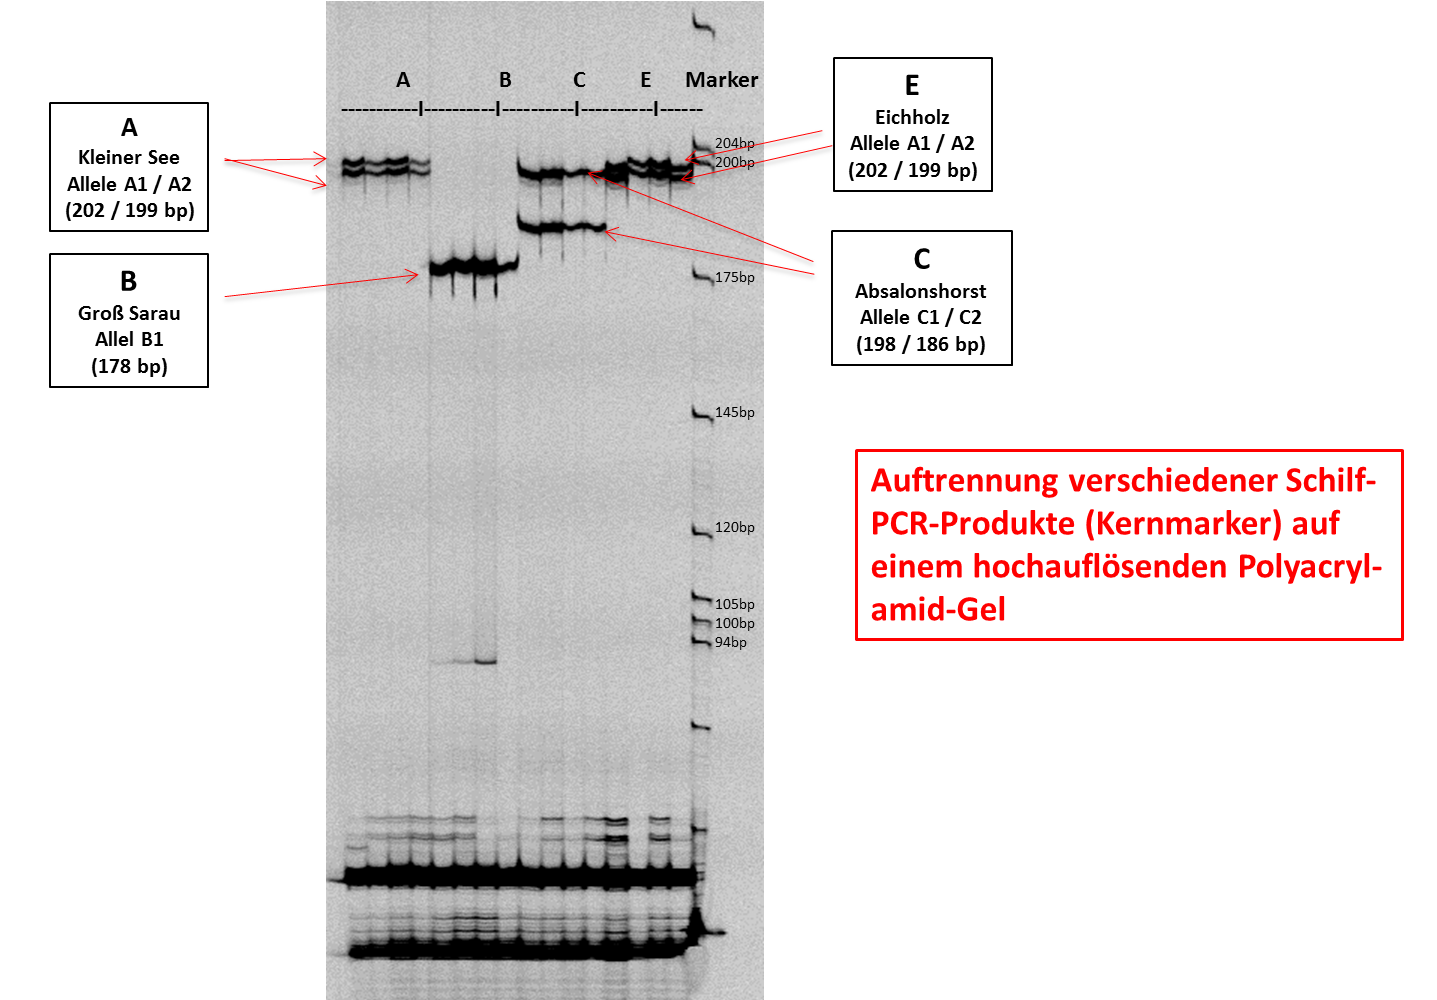 A B C E Marker
A
Kleiner See
Allele A1 / A2
(202 / 199 bp)
B
Groß Sarau
Allel B1
(178 bp)
204bp
200bp
175bp
145bp
120bp
105bp
100bp
94bp
E
Eichholz
Allele A1 / A2
(202 / 199 bp)
C
Absalonshorst
Allele C1 / C2
(198 / 186 bp)
Auftrennung verschiedener Schilf-
PCR-Produkte (Kernmarker) auf
einem hochauflösenden Polyacryl-
amid-Gel